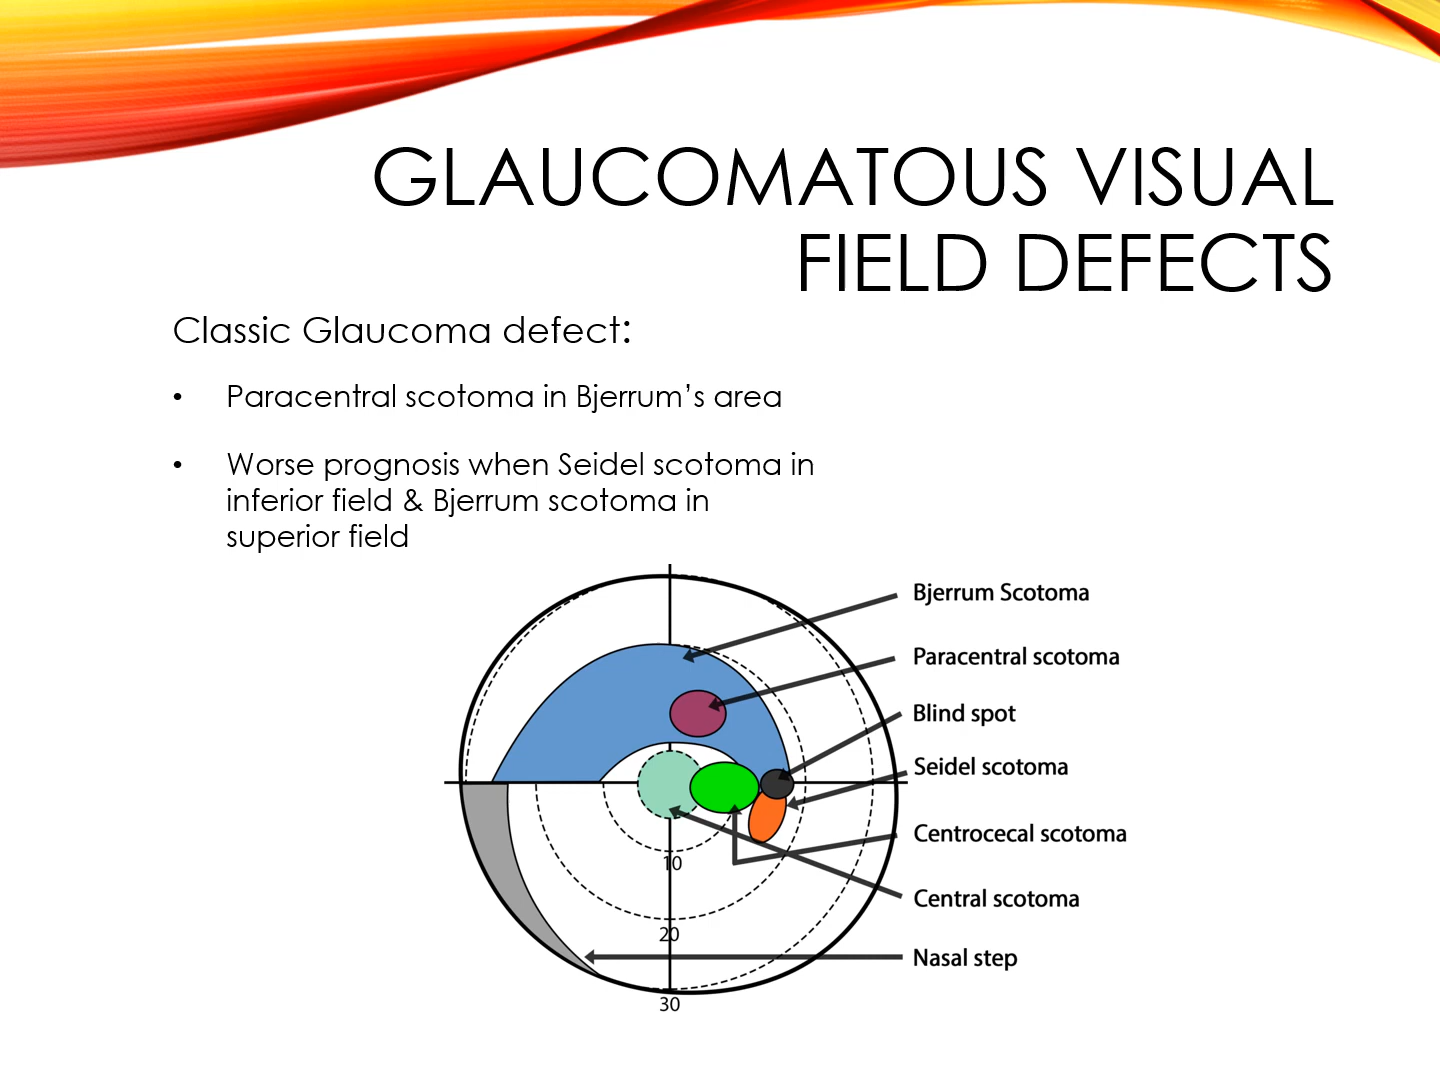 GLAUCOMATOUS VISUAL
FIELD DEFECTS
Classic Glaucoma defect:
• Paracentral scotoma in Bjerrum’s area
• Worse prognosis when Seidel scotoma in
inferior field & Bjerrum scotoma in
superior field
Bjerrum Scotoma
Paracentral scotoma
Blind spot
Seidel scotoma
Centrocecal scotoma
Central scotoma
Nasal step
10
20
30